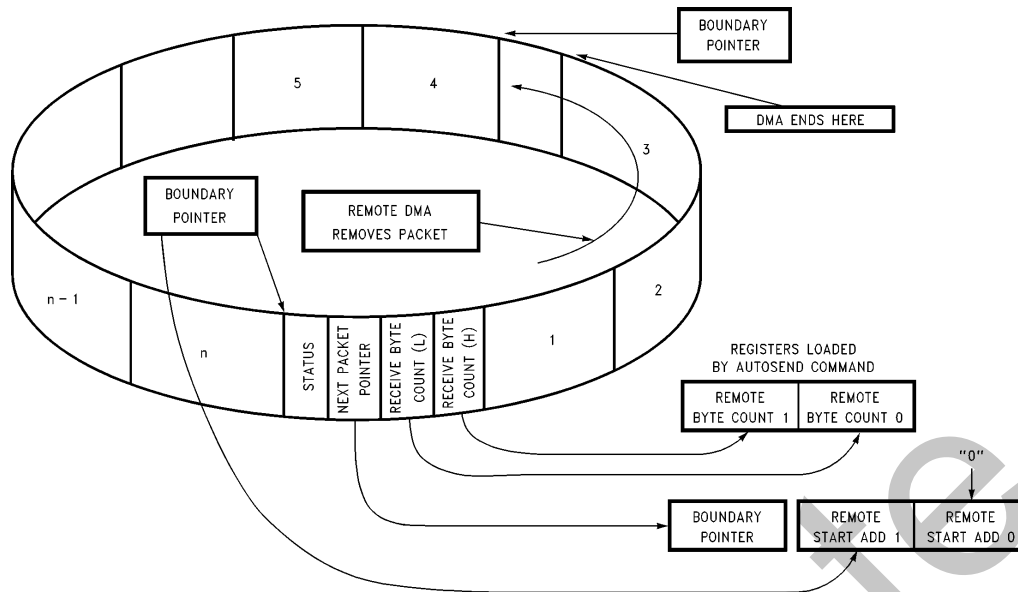 BOUNDARY
POINTER
DMA ENDS HERE
5
4
3
BOUNDARY
POINTER
REMOTE DMA
REMOVES PACKET
n - 1
n
STATUS
NEXT PACKET
POINTER
RECEIVE BYTE
COUNT (L)
RECEIVE BYTE
COUNT (H)
1
2
REGISTERS LOADED
BY AUTOSEND COMMAND
REMOTE
BYTE COUNT 1
REMOTE
BYTE COUNT 0
"0"
BOUNDARY
POINTER
REMOTE
START ADD 1
REMOTE
START ADD 0
te